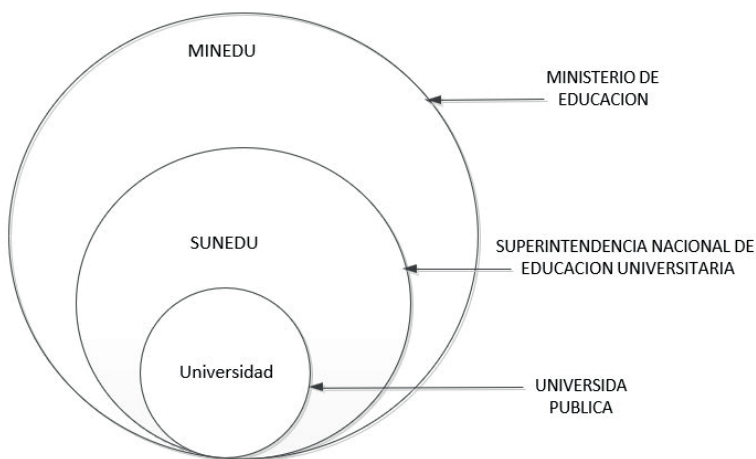 MINEDU
MINISTERIO DE
EDUCACION
SUNEDU
SUPERINTENDENCIA NACIONAL DE
EDUCACION UNIVERSITARIA
Universidad
UNIVERSIDA
PUBLICA